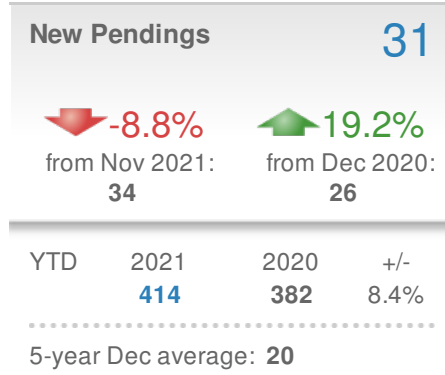 New Pendings 31
-8.8% 19.2%
from Nov 2021: from Dec 2020:
34 26
YTD 2021 2020 +/-
414 382 8.4%
5-year Dec average: 20